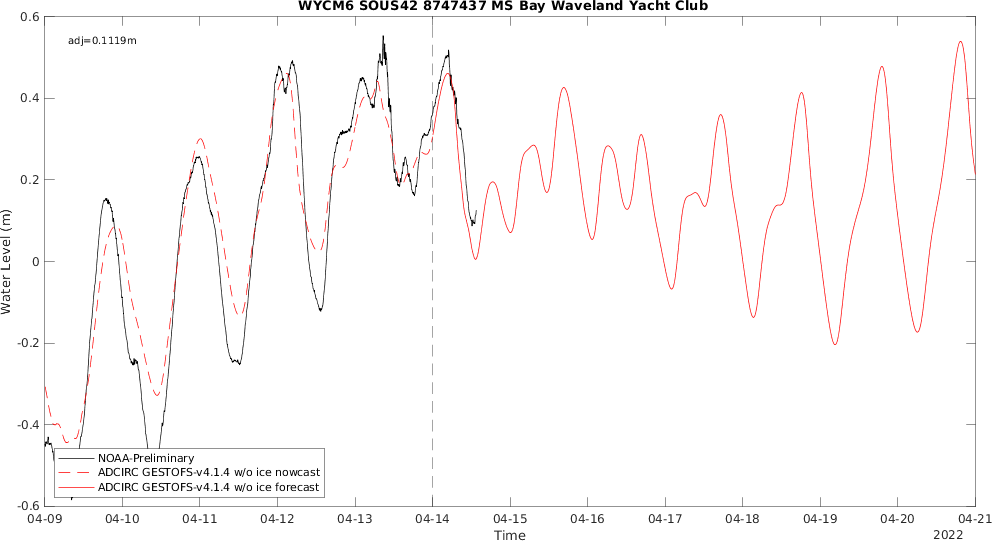 WYCM6 SOUS42 8747437 MS Bay Waveland Yacht Club
adj=0.1119m
0.6
0.4
0.2
0
-0.2
-0.4
-0.6
Water Level (m)
NOAA-Preliminary
ADCIRC GESTOFS-v4.1.4 w/o ice nowcast
ADCIRC GESTOFS-v4.1.4 w/o ice forecast
04-09 04-10 04-11 04-12 04-13 04-14 04-15 04-16 04-17 04-18 04-19 04-20 04-21
Time
2022